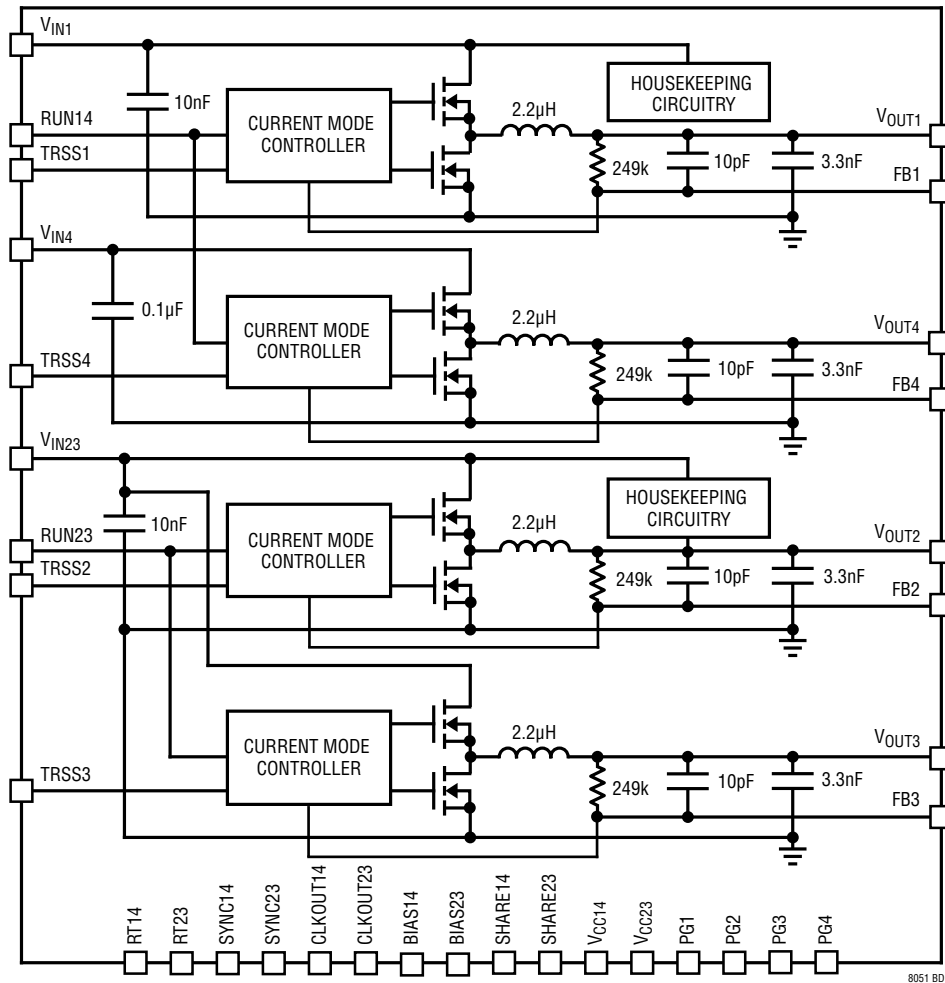 VIN1
10nF
RUN14
TRSS1
CURRENT MODE
CONTROLLER
2.2µH
HOUSEKEEPING
CIRCUITRY
249k
10pF
3.3nF
VOUT1
FB1
VIN4
0.1µF
TRSS4
CURRENT MODE
CONTROLLER
2.2µH
249k
10pF
3.3nF
VOUT4
FB4
VIN23
10nF
RUN23
TRSS2
CURRENT MODE
CONTROLLER
2.2µH
HOUSEKEEPING
CIRCUITRY
249k
10pF
3.3nF
VOUT2
FB2
TRSS3
CURRENT MODE
CONTROLLER
2.2µH
249k
10pF
3.3nF
VOUT3
FB3
RT14
RT23
SYNC14
SYNC23
CLKOUT14
CLKOUT23
BIAS14
BIAS23
SHARE14
SHARE23
VCC14
VCC23
PG1
PG2
PG3
PG4
8051 BD